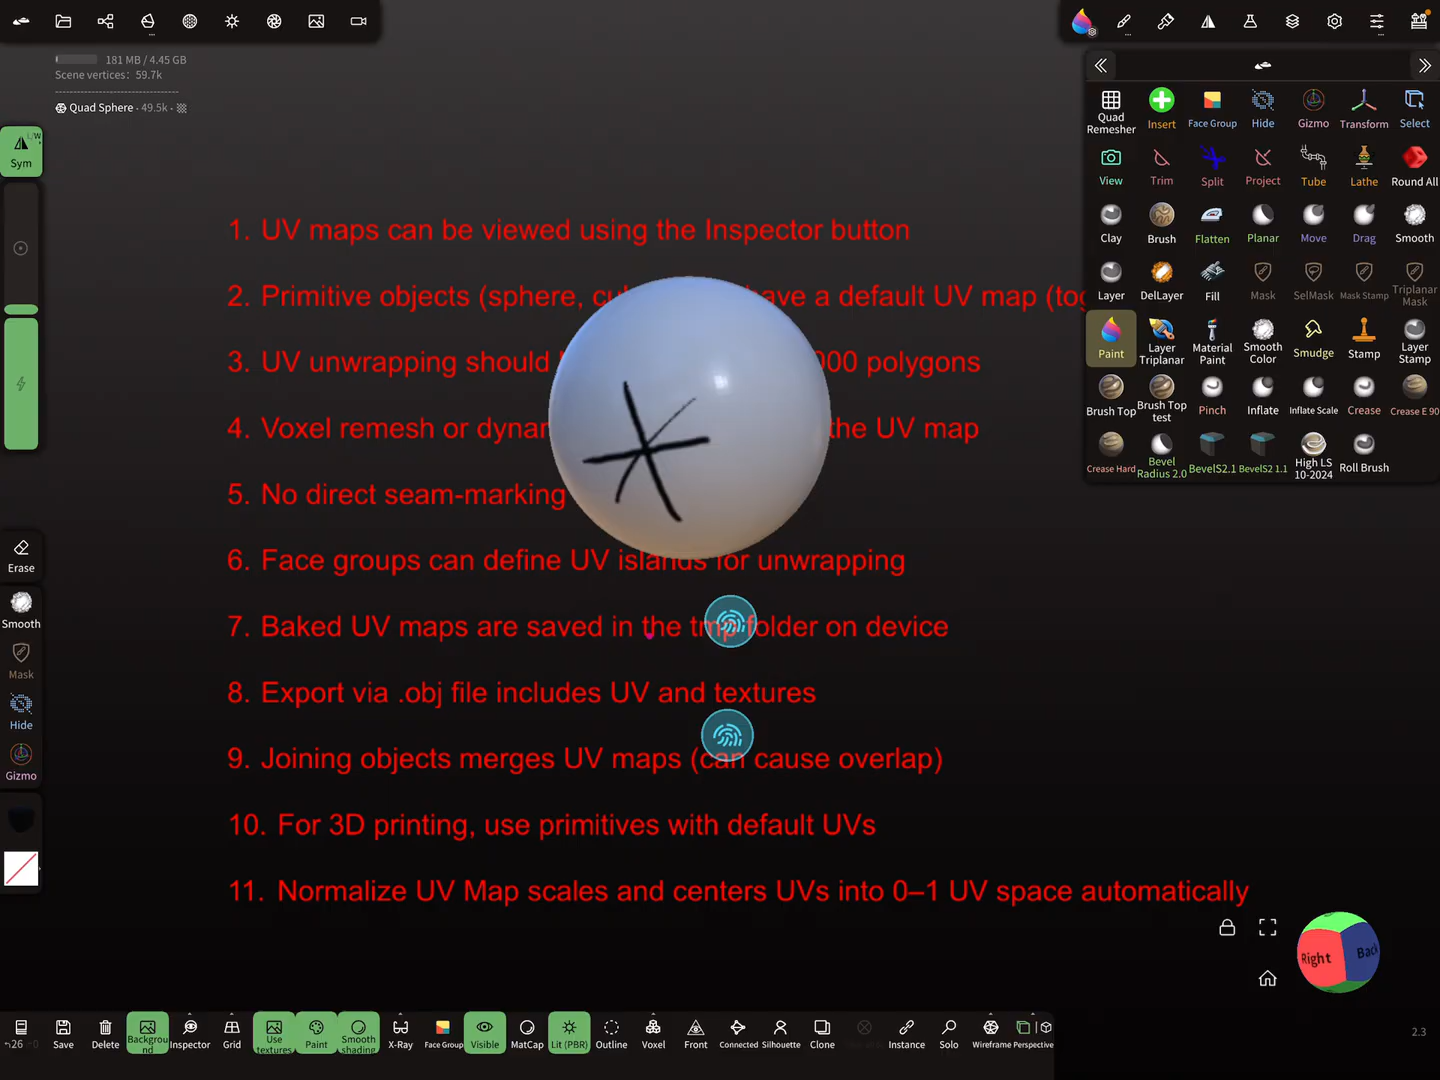 181 MB / 4.45 GB
Scene vertices: 59.7k
Quad Sphere · 49.5k ·
Sym
Quad Remesher
Insert
Face Group
Hide
Gizmo
Transform
Select
View
Trim
Split
Project
Tube
Lathe
Round All
Clay
Brush
Flatten
Planar
Move
Drag
Smooth
Layer
DelLayer
Fill
Mask
SelMask
Mask Stamp
Triplanar Mask
Paint
Layer Triplanar
Material Paint
Smooth Color
Smudge
Stamp
Layer Stamp
Brush Top
Brush Top test
Pinch
Inflate
Inflate Scale
Crease
Crease E 90
Crease Hard
Bevel Radius 2.0
BevelS2.1
BevelS2 1.1
High LS 10-2024
Roll Brush
1. UV maps can be viewed using the Inspector button
2. Primitive objects (sphere, have a default UV map
3. UV unwrapping should 000 polygons
4. Voxel remesh or the UV map
5. No direct seam-marking
6. Face groups can define UV islands for unwrapping
7. Baked UV maps are saved in the tmp folder on device
8. Export via .obj file includes UV and textures
9. Joining objects merges UV maps (can cause overlap)
10. For 3D printing, use primitives with default UVs
11. Normalize UV Map scales and centers UVs into 0–1 UV space automatically
Erase
Smooth
Mask
Hide
Gizmo
Right
Back
2.3
26 0
Save
Delete
Background
Inspector
Grid
Use textures
Paint
Smooth shading
X-Ray
Face Group
Visible
MatCap
Lit (PBR)
Outline
Voxel
Front
Connected
Silhouette
Clone
Instance
Solo
Wireframe
Perspective